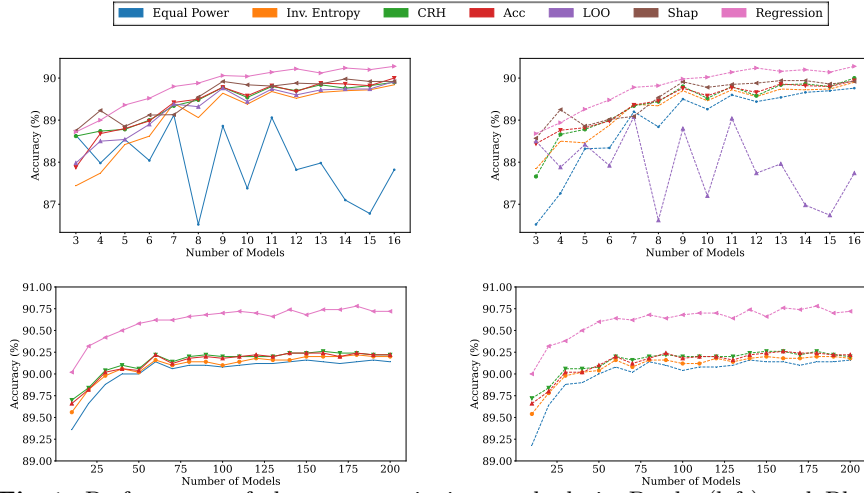 Equal Power Inv. Entropy CRH Acc LOO Shap Regression
90
89
88
87
Accuracy (%)
3 4 5 6 7 8 9 10 11 12 13 14 15 16
Number of Models
90
89
88
87
Accuracy (%)
3 4 5 6 7 8 9 10 11 12 13 14 15 16
Number of Models
91.00
90.75
90.50
90.25
90.00
89.75
89.50
89.25
89.00
Accuracy (%)
25 50 75 100 125 150 175 200
Number of Models
91.00
90.75
90.50
90.25
90.00
89.75
89.50
89.25
89.00
Accuracy (%)
25 50 75 100 125 150 175 200
Number of Models